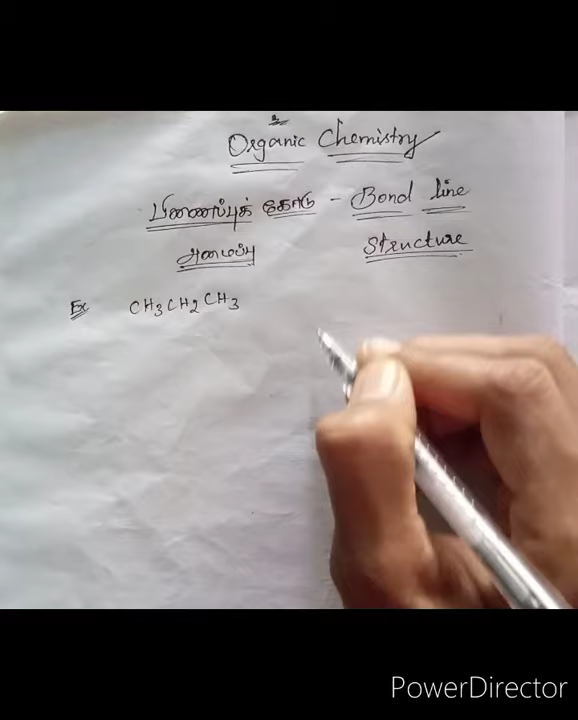 Organic Chemistry
பிணைப்புக் கோடு - Bond line
அமைப்பு Structure
Ex CH3CH2CH3
PowerDirector